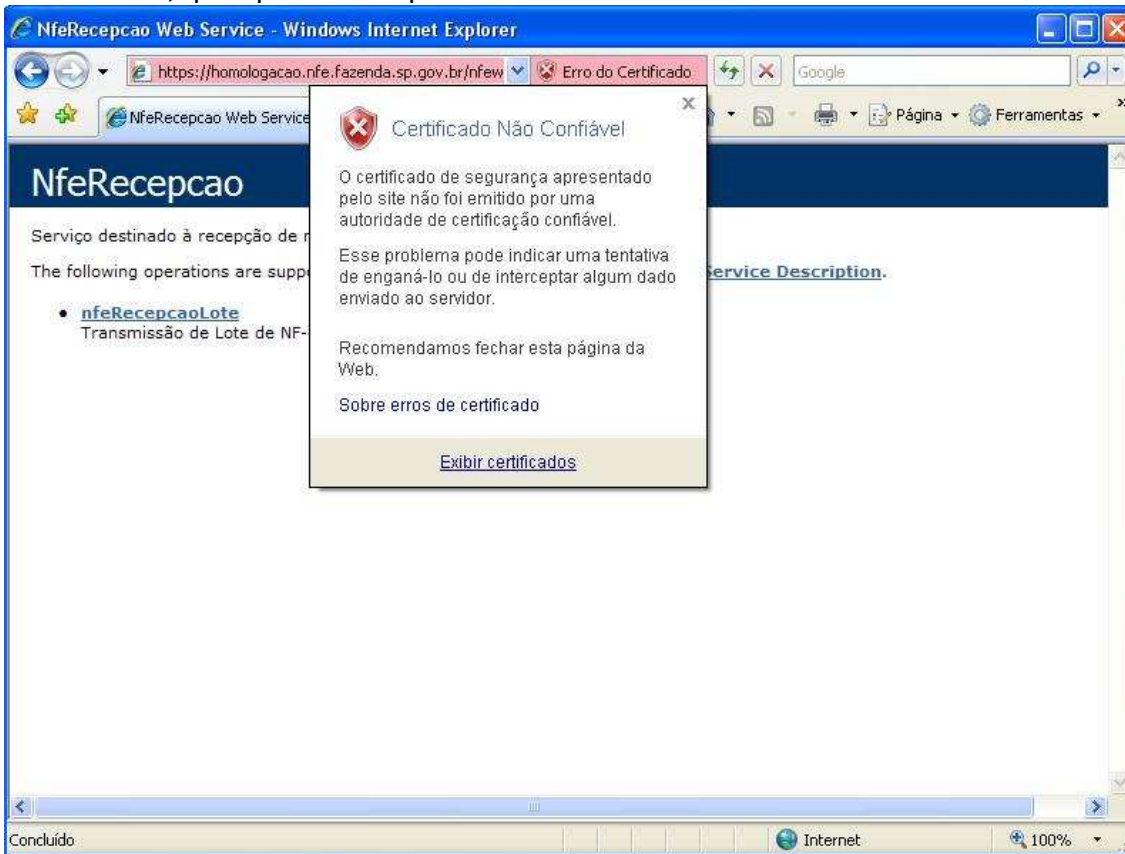 NfeRecepcao Web Service - Windows Internet Explorer
https://homologacao.nfe.fazenda.sp.gov.br/nfew Erro do Certificado Google
NfeRecepcao Web Service Página Ferramentas
Certificado Não Confiável
O certificado de segurança apresentado
pelo site não foi emitido por uma
autoridade de certificação confiável.
Esse problema pode indicar uma tentativa
de enganá-lo ou de interceptar algum dado
enviado ao servidor.
Recomendamos fechar esta página da
Web.
Sobre erros de certificado
Exibir certificados
NfeRecepcao
Serviço destinado à recepção de
The following operations are Service Description.
nfeRecepcaoLote
Transmissão de Lote de NF-
Concluído Internet 100%